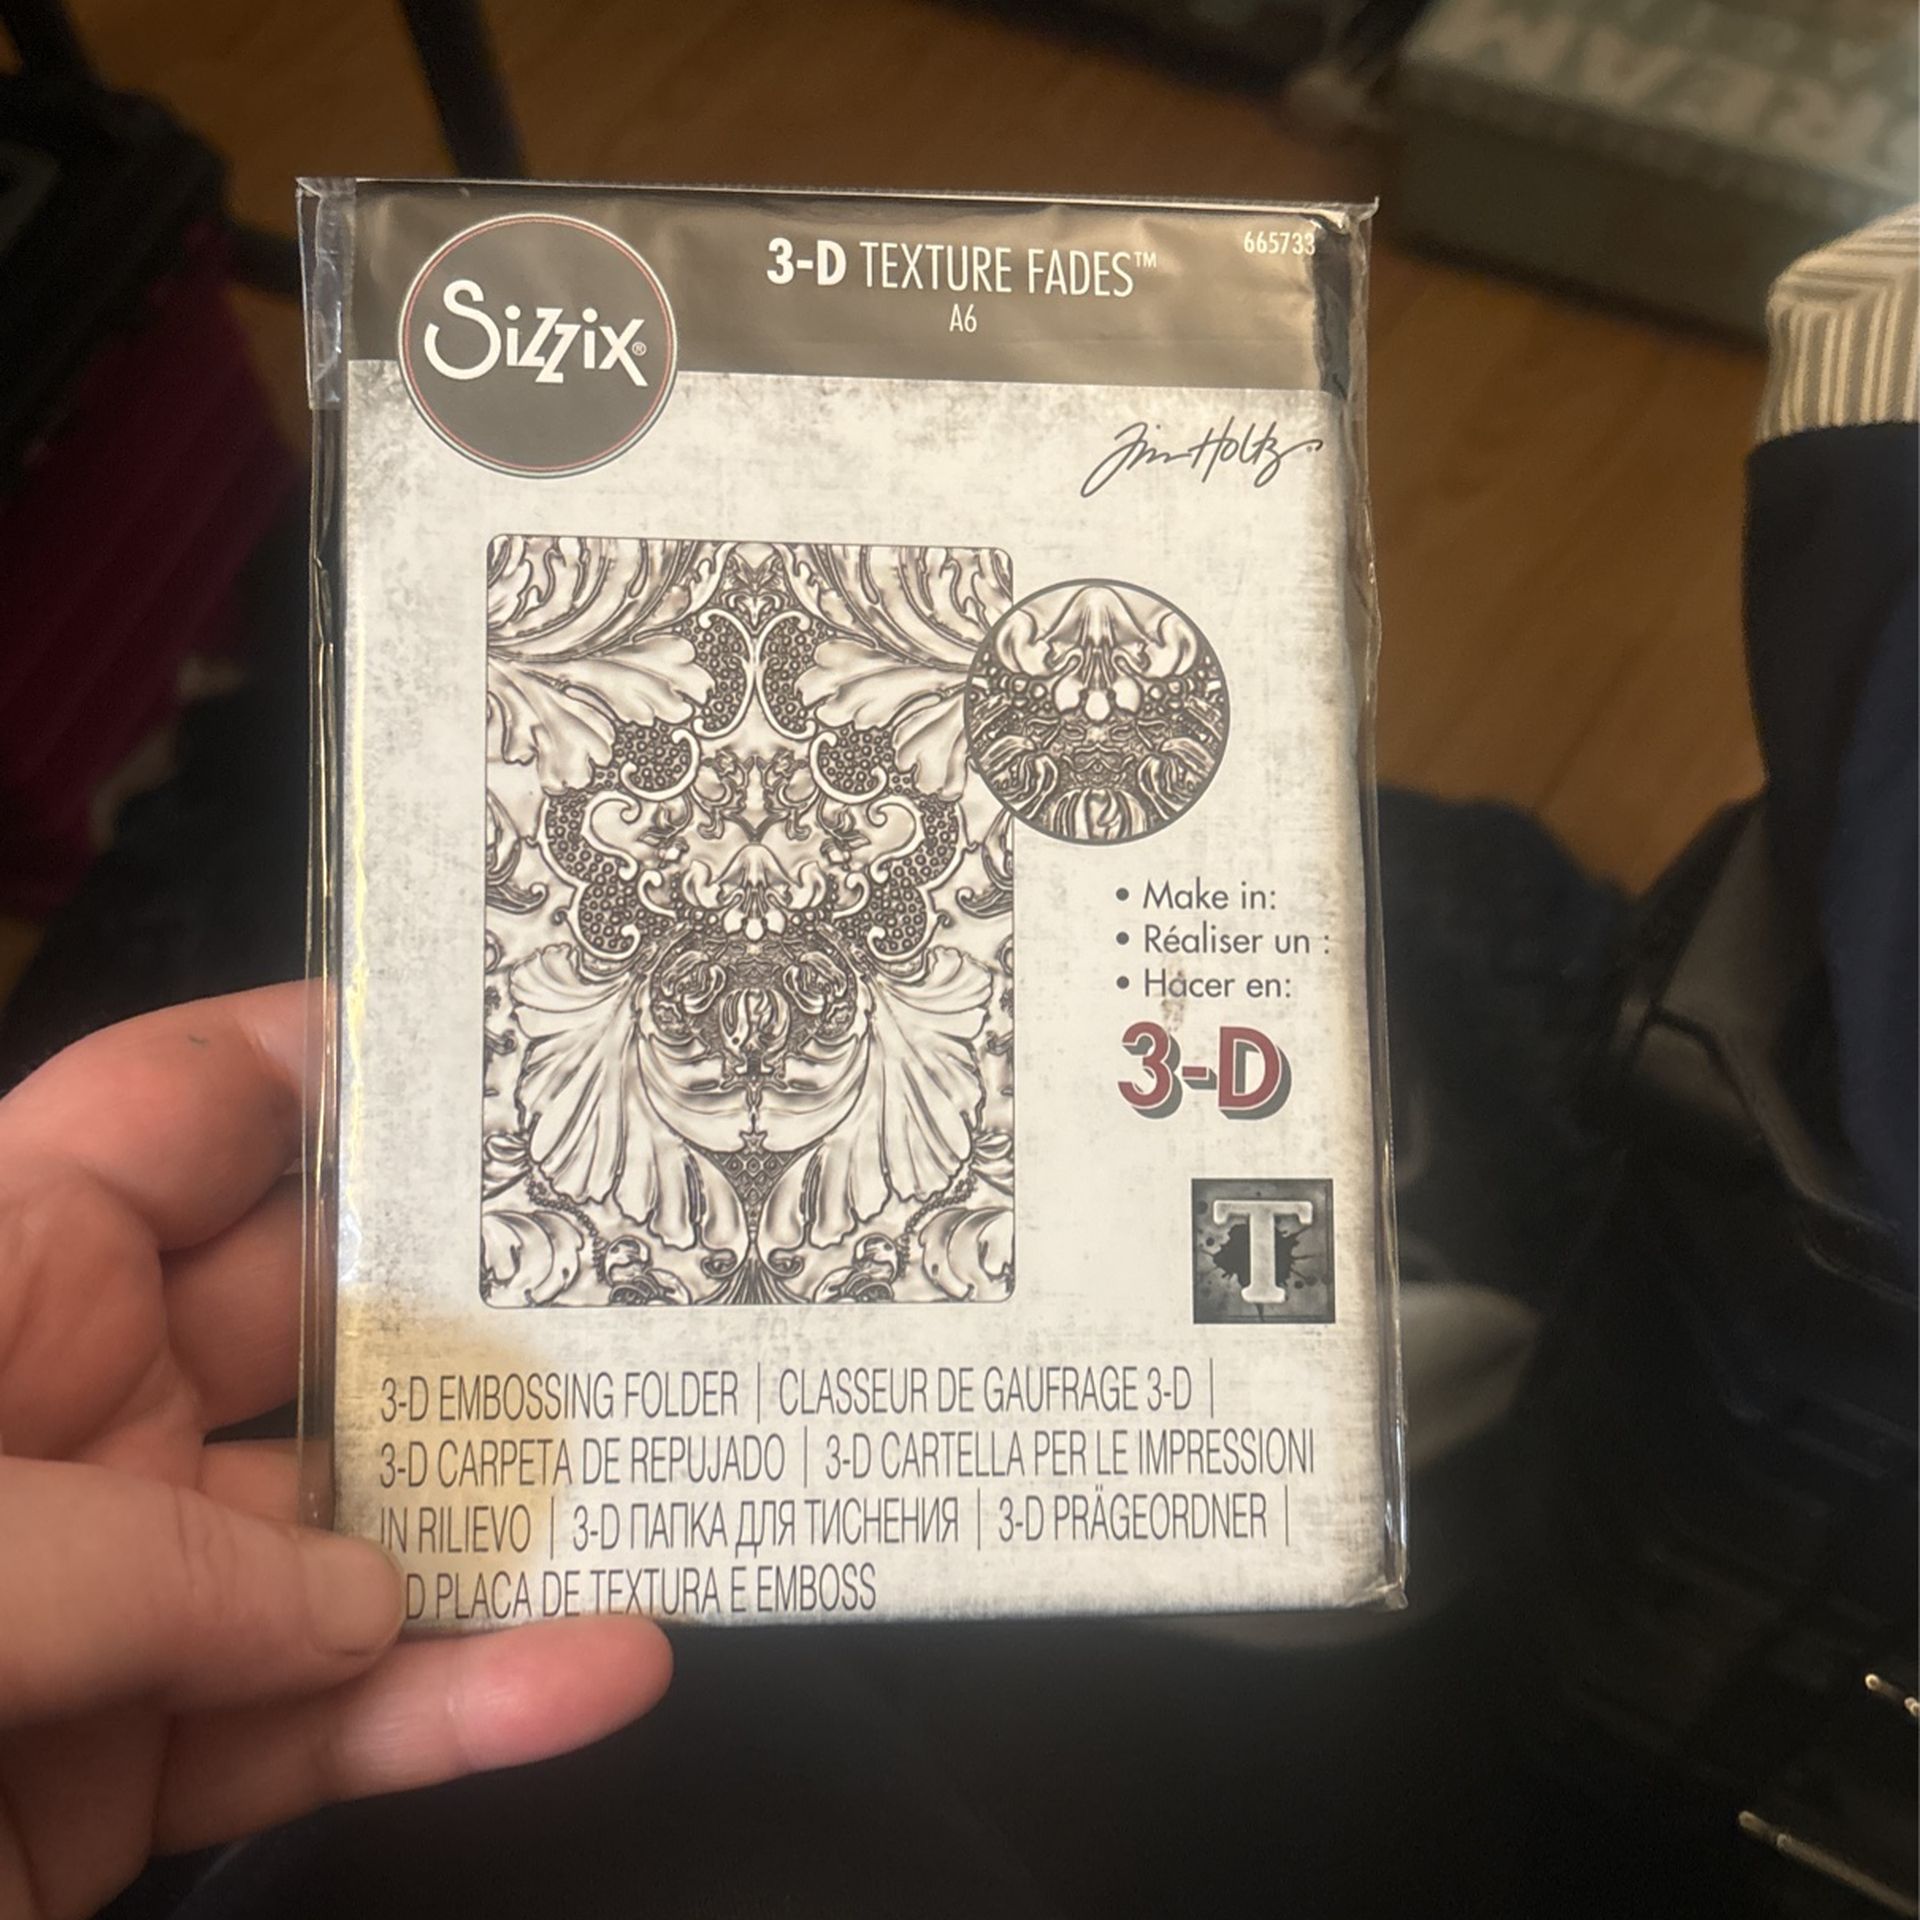 3-D TEXTURE FADES™
665733
A6
Sizzix®
Tim Holtz®
• Make in:
• Réaliser un :
• Hacer en:
3-D
T
3-D EMBOSSING FOLDER | CLASSEUR DE GAUFRAGE 3-D |
3-D CARPETA DE REPUJADO | 3-D CARTELLA PER LE IMPRESSIONI
IN RILIEVO | 3-D ПАПКА ДЛЯ ТИСНЕНИЯ | 3-D PRÄGEORDNER |
D PLACA DE TEXTURA E EMBOSS